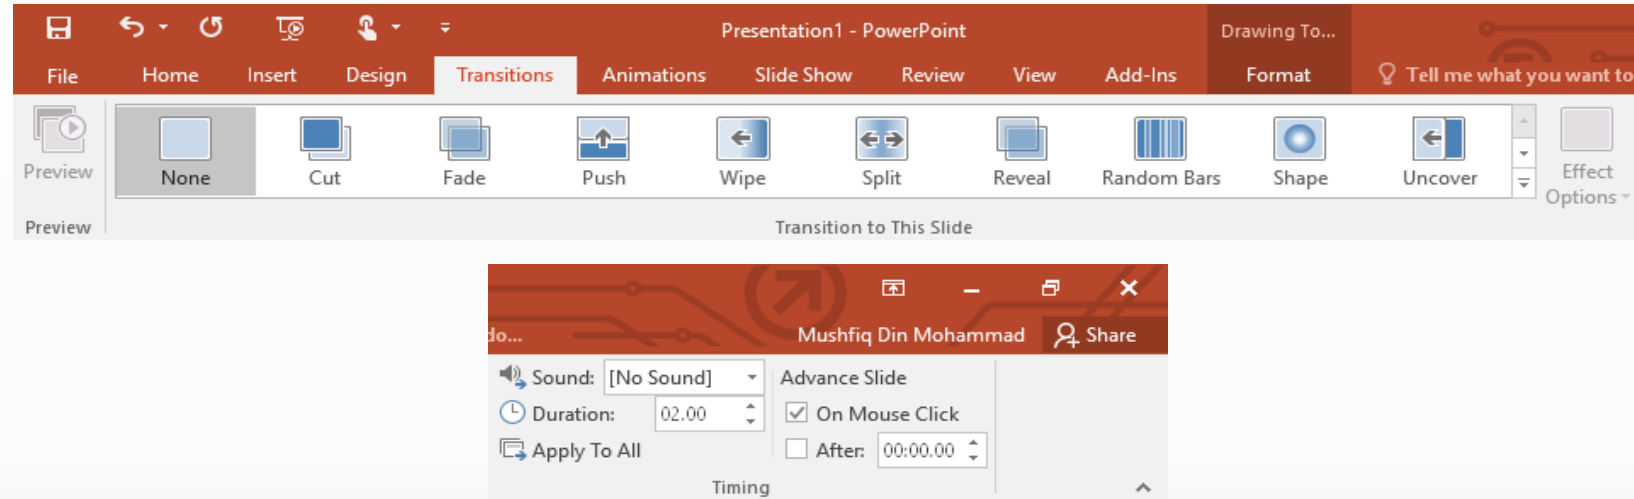 Presentation1 - PowerPoint
Drawing To...
File Home Insert Design Transitions Animations Slide Show Review View Add-Ins Format Tell me what you want to
Preview None Cut Fade Push Wipe Split Reveal Random Bars Shape Uncover Effect
Options
Preview Transition to This Slide
do... Mushfiq Din Mohammad Share
Sound: [No Sound] Advance Slide
Duration: 02.00 On Mouse Click
Apply To All After: 00:00.00
Timing